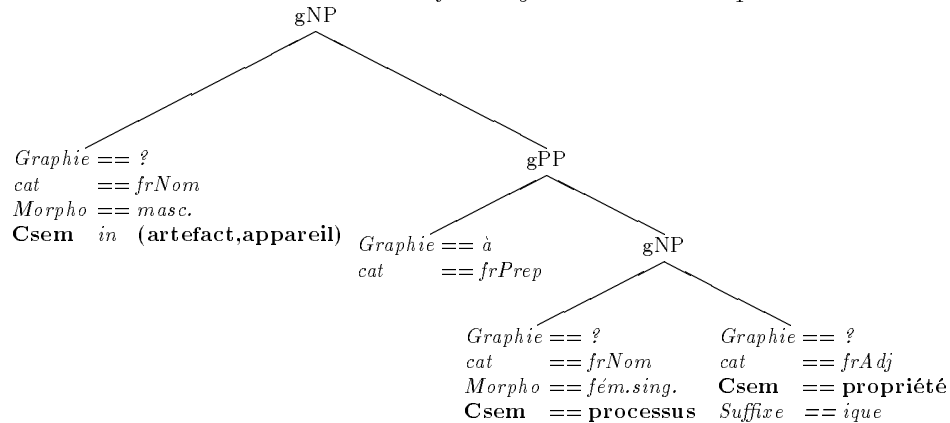 gNP
Graphie == ?
cat == frNom
Morpho == masc.
Csem in (artefact,appareil)
gPP
Graphie == à
cat == frPrep
gNP
Graphie == ?
cat == frNom
Morpho == fém.sing.
Csem == processus
Graphie == ?
cat == frAdj
Csem == propriété
Suffixe == ique